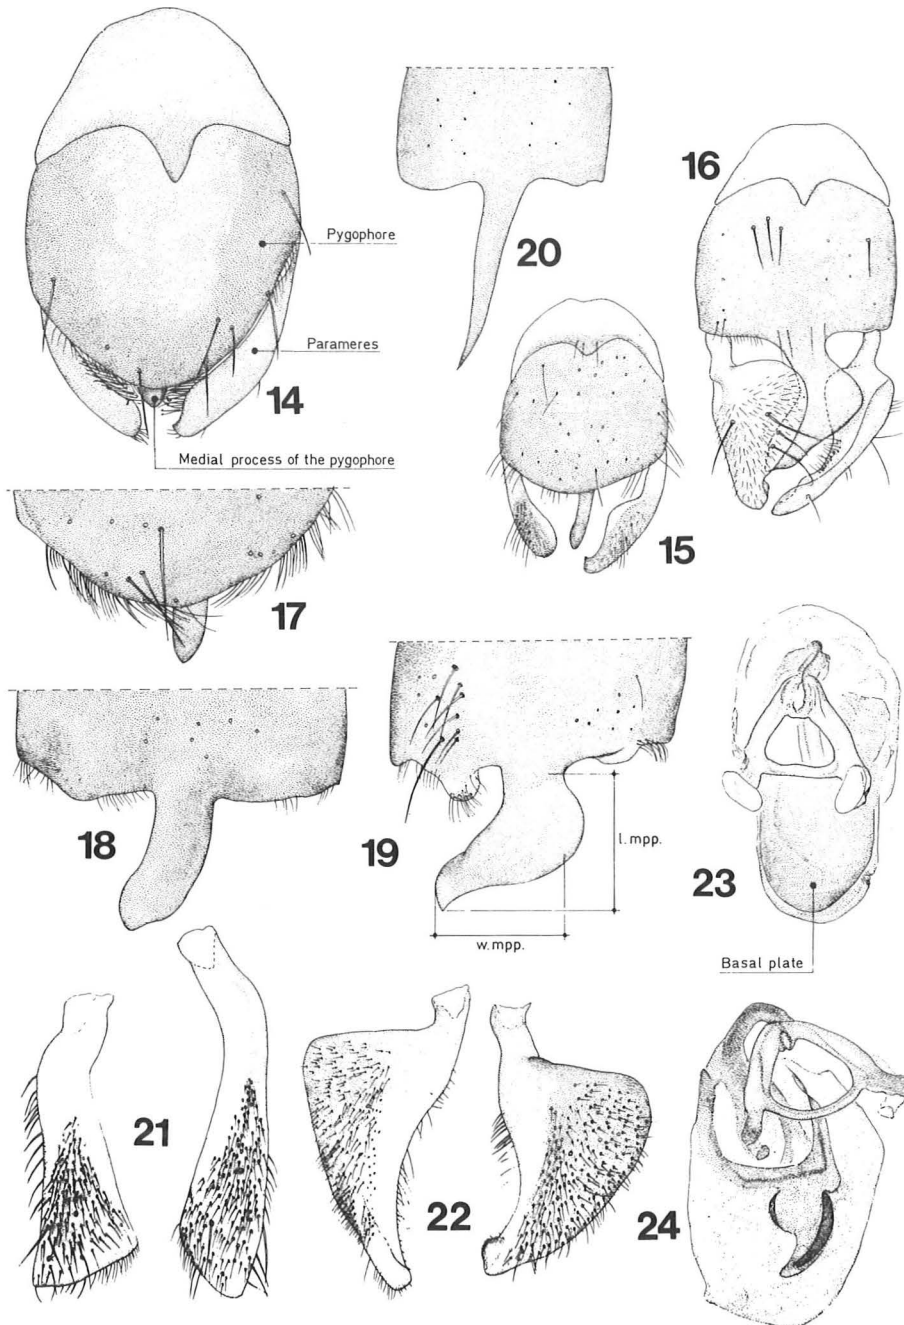 Pygophore
Parameres
14
Medial process of the pygophore
20
16
15
17
18
19
l.mpp.
w.mpp.
23
Basal plate
21
22
24